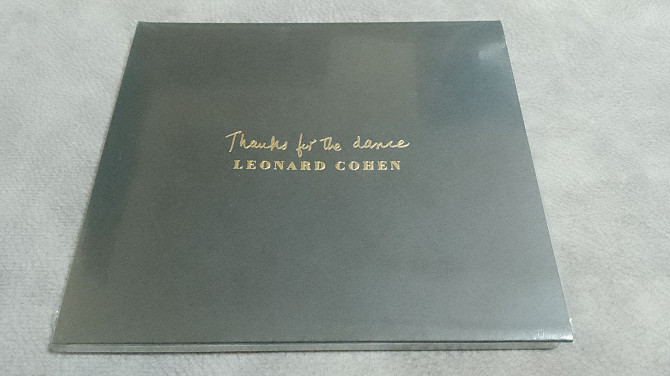 Thanks for the dance
LEONARD COHEN